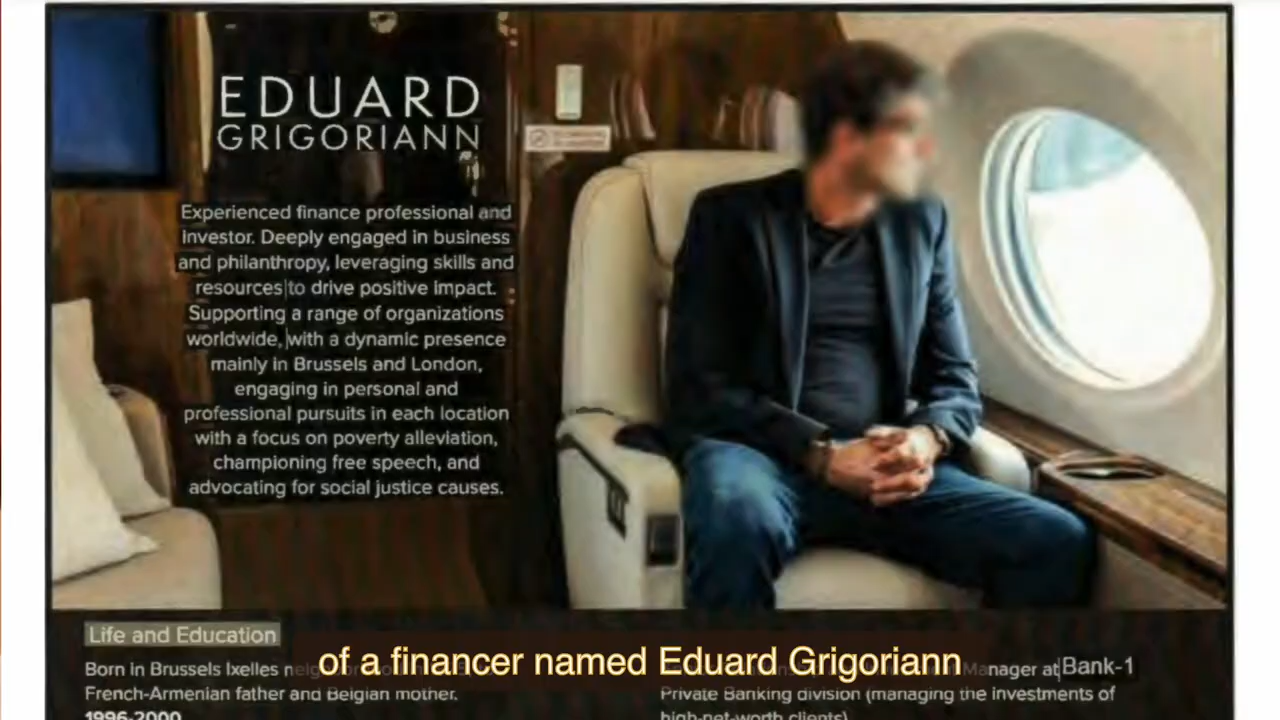 EDUARD
GRIGORIANN
Experienced finance professional and
investor. Deeply engaged in business
and philanthropy, leveraging skills and
resources to drive positive impact.
Supporting a range of organizations
worldwide, with a dynamic presence
mainly in Brussels and London,
engaging in personal and
professional pursuits in each location
with a focus on poverty alleviation,
championing free speech, and
advocating for social justice causes.
Life and Education
Born in Brussels Ixelles
French-Armenian father and Belgian mother.
1996-2000
Manager at Bank-1
Private Banking division (managing the investments of
high-net-worth clients)
of a financer named Eduard Grigoriann